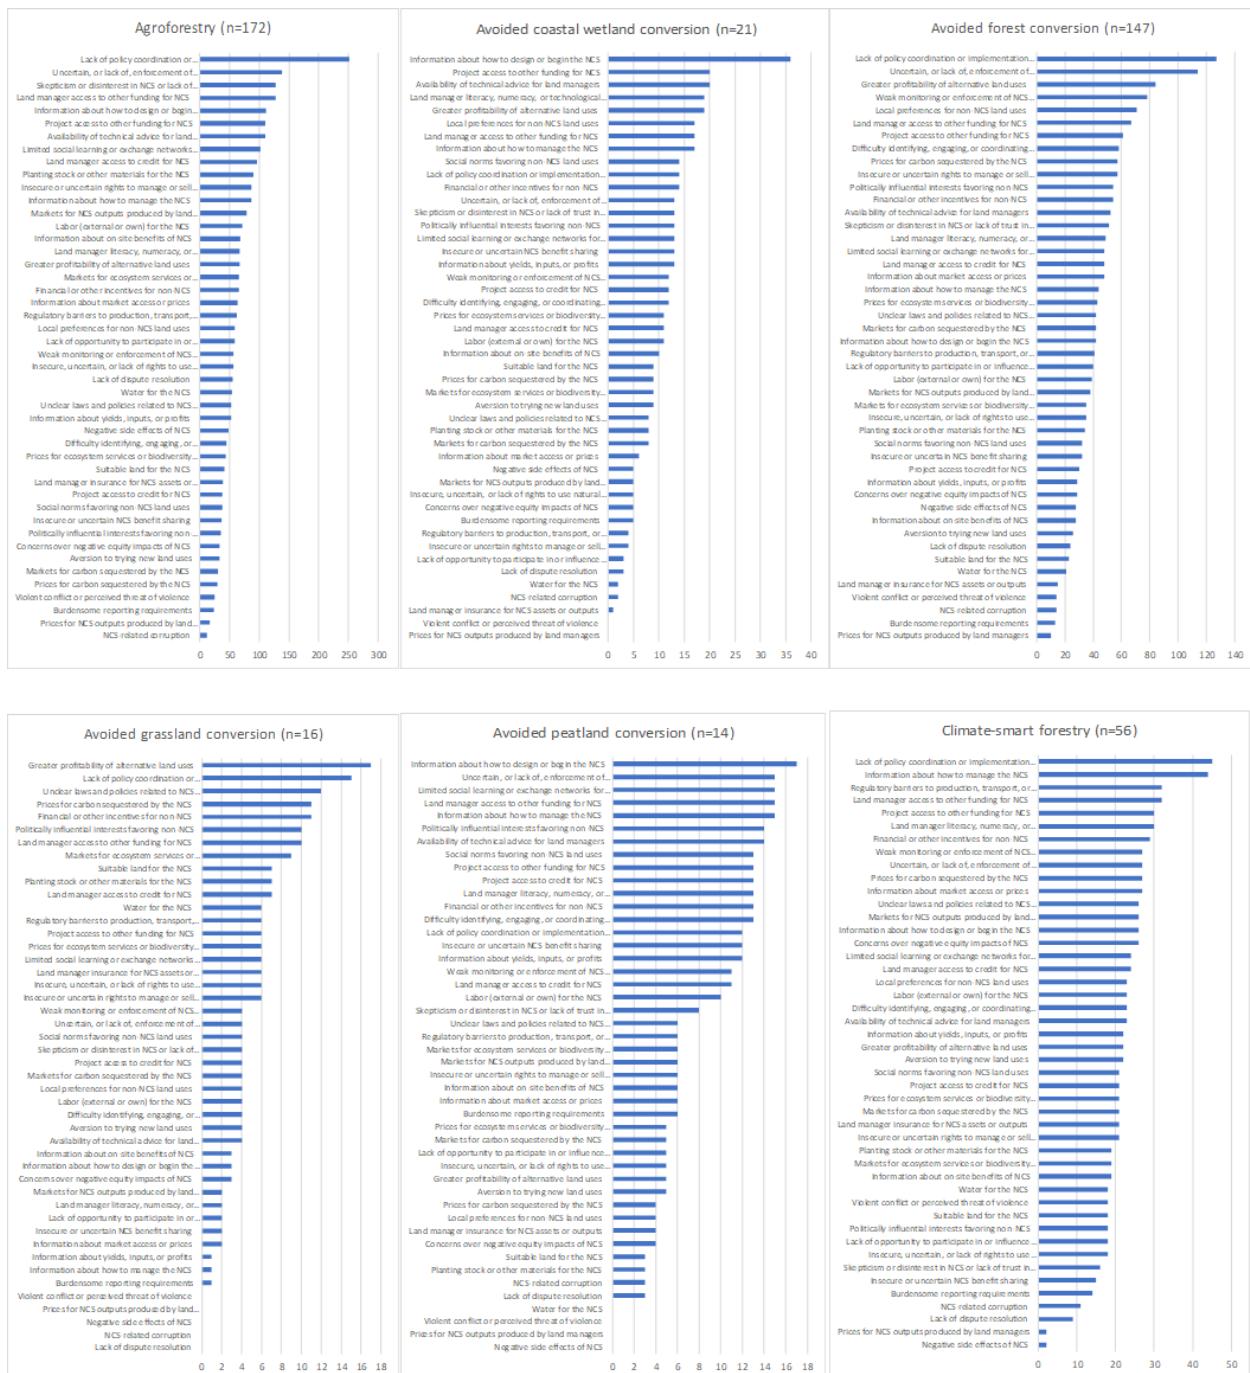 Agroforestry (n=172)
Lack of policy coordination or...
Uncertain, or lack of, enforcement of...
Skepticism or disinterest in NCS or lack of...
Land manager access to other funding for NCS
Information about how to design or begin...
Project access to other funding for NCS
Availability of technical advice for land...
Limited social learning or exchange networks...
Land manager access to credit for NCS
Planting stock or other materials for the NCS
Insecure or uncertain rights to manage or sell...
Information about how to manage the NCS
Markets for NCS outputs produced by land...
Labor (external or own) for the NCS
Information about on-site benefits of NCS
Land manager literacy, numeracy, or...
Greater profitability of alternative land uses
Markets for ecosystem services or...
Financial or other incentives for non-NCS
Information about market access or prices
Regulatory barriers to production, transport,...
Local preferences for non-NCS land uses
Lack of opportunity to participate in or...
Weak monitoring or enforcement of NCS...
Insecure, uncertain, or lack of rights to use...
Lack of dispute resolution
Water for the NCS
Unclear laws and policies related to NCS...
Information about yields, inputs, or profits
Negative side effects of NCS
Difficulty identifying, engaging, or...
Prices for ecosystem services or biodiversity...
Suitable land for the NCS
Land manager insurance for NCS assets or...
Project access to credit for NCS
Social norms favoring non-NCS land uses
Insecure or uncertain NCS benefit sharing
Politically influential interests favoring non-...
Concerns over negative equity impacts of NCS
Aversion to trying new land uses
Markets for carbon sequestered by the NCS
Prices for carbon sequestered by the NCS
Violent conflict or perceived threat of violence
Burdensome reporting requirements
Prices for NCS outputs produced by land...
NCS-related corruption
0 50 100 150 200 250 300
Avoided coastal wetland conversion (n=21)
Information about how to design or begin the NCS
Project access to other funding for NCS
Availability of technical advice for land managers
Land manager literacy, numeracy, or technological...
Greater profitability of alternative land uses
Local preferences for non-NCS land uses
Land manager access to other funding for NCS
Information about how to manage the NCS
Social norms favoring non-NCS land uses
Lack of policy coordination or implementation...
Financial or other incentives for non-NCS
Uncertain, or lack of, enforcement of...
Skepticism or disinterest in NCS or lack of trust in...
Politically influential interests favoring non-NCS
Limited social learning or exchange networks for...
Insecure or uncertain NCS benefit sharing
Information about yields, inputs, or profits
Weak monitoring or enforcement of NCS...
Project access to credit for NCS
Difficulty identifying, engaging, or coordinating...
Prices for ecosystem services or biodiversity...
Land manager access to credit for NCS
Labor (external or own) for the NCS
Information about on-site benefits of NCS
Suitable land for the NCS
Prices for carbon sequestered by the NCS
Markets for ecosystem services or biodiversity...
Aversion to trying new land uses
Unclear laws and policies related to NCS...
Planting stock or other materials for the NCS
Markets for carbon sequestered by the NCS
Information about market access or prices
Negative side effects of NCS
Markets for NCS outputs produced by land...
Insecure, uncertain, or lack of rights to use natural...
Concerns over negative equity impacts of NCS
Burdensome reporting requirements
Regulatory barriers to production, transport, or...
Insecure or uncertain rights to manage or sell...
Lack of opportunity to participate in or influence...
Lack of dispute resolution
Water for the NCS
NCS-related corruption
Land manager insurance for NCS assets or outputs
Violent conflict or perceived threat of violence
Prices for NCS outputs produced by land managers
0 5 10 15 20 25 30 35 40
Avoided forest conversion (n=147)
Lack of policy coordination or implementation...
Uncertain, or lack of, enforcement of...
Greater profitability of alternative land uses
Weak monitoring or enforcement of NCS...
Local preferences for non-NCS land uses
Land manager access to other funding for NCS
Project access to other funding for NCS
Difficulty identifying, engaging, or coordinating...
Prices for carbon sequestered by the NCS
Insecure or uncertain rights to manage or sell...
Politically influential interests favoring non-NCS
Financial or other incentives for non-NCS
Availability of technical advice for land managers
Skepticism or disinterest in NCS or lack of trust in...
Land manager literacy, numeracy, or...
Limited social learning or exchange networks for...
Land manager access to credit for NCS
Information about market access or prices
Information about how to manage the NCS
Prices for ecosystem services or biodiversity...
Unclear laws and policies related to NCS...
Markets for carbon sequestered by the NCS
Information about how to design or begin the NCS
Regulatory barriers to production, transport, or...
Lack of opportunity to participate in or influence...
Labor (external or own) for the NCS
Markets for NCS outputs produced by land...
Markets for ecosystem services or biodiversity...
Insecure, uncertain, or lack of rights to use...
Planting stock or other materials for the NCS
Social norms favoring non-NCS land uses
Insecure or uncertain NCS benefit sharing
Project access to credit for NCS
Information about yields, inputs, or profits
Concerns over negative equity impacts of NCS
Negative side effects of NCS
Information about on-site benefits of NCS
Aversion to trying new land uses
Lack of dispute resolution
Suitable land for the NCS
Water for the NCS
Land manager insurance for NCS assets or outputs
Violent conflict or perceived threat of violence
NCS-related corruption
Burdensome reporting requirements
Prices for NCS outputs produced by land managers
0 20 40 60 80 100 120 140
Avoided grassland conversion (n=16)
Greater profitability of alternative land uses
Lack of policy coordination or...
Unclear laws and policies related to NCS...
Prices for carbon sequestered by the NCS
Financial or other incentives for non-NCS
Politically influential interests favoring non-NCS
Land manager access to other funding for NCS
Markets for ecosystem services or...
Suitable land for the NCS
Planting stock or other materials for the NCS
Land manager access to credit for NCS
Water for the NCS
Regulatory barriers to production, transport,...
Project access to other funding for NCS
Prices for ecosystem services or biodiversity...
Limited social learning or exchange networks...
Land manager insurance for NCS assets or...
Insecure, uncertain, or lack of rights to use...
Insecure or uncertain rights to manage or sell...
Weak monitoring or enforcement of NCS...
Uncertain, or lack of, enforcement of...
Social norms favoring non-NCS land uses
Skepticism or disinterest in NCS or lack of...
Project access to credit for NCS
Markets for carbon sequestered by the NCS
Local preferences for non-NCS land uses
Labor (external or own) for the NCS
Difficulty identifying, engaging, or...
Aversion to trying new land uses
Availability of technical advice for land...
Information about on-site benefits of NCS
Information about how to design or begin the...
Concerns over negative equity impacts of NCS
Markets for NCS outputs produced by land...
Land manager literacy, numeracy, or...
Lack of opportunity to participate in or...
Insecure or uncertain NCS benefit sharing
Information about market access or prices
Information about yields, inputs, or profits
Information about how to manage the NCS
Burdensome reporting requirements
Violent conflict or perceived threat of violence
Prices for NCS outputs produced by land...
Negative side effects of NCS
NCS-related corruption
Lack of dispute resolution
0 2 4 6 8 10 12 14 16 18
Avoided peatland conversion (n=14)
Information about how to design or begin the NCS
Uncertain, or lack of, enforcement of...
Limited social learning or exchange networks for...
Land manager access to other funding for NCS
Information about how to manage the NCS
Politically influential interests favoring non-NCS
Availability of technical advice for land managers
Social norms favoring non-NCS land uses
Project access to other funding for NCS
Project access to credit for NCS
Land manager literacy, numeracy, or...
Financial or other incentives for non-NCS
Difficulty identifying, engaging, or coordinating...
Lack of policy coordination or implementation...
Insecure or uncertain NCS benefit sharing
Information about yields, inputs, or profits
Weak monitoring or enforcement of NCS...
Land manager access to credit for NCS
Labor (external or own) for the NCS
Skepticism or disinterest in NCS or lack of trust in...
Unclear laws and policies related to NCS...
Regulatory barriers to production, transport, or...
Markets for ecosystem services or biodiversity...
Markets for NCS outputs produced by land...
Insecure or uncertain rights to manage or sell...
Information about on-site benefits of NCS
Information about market access or prices
Burdensome reporting requirements
Prices for ecosystem services or biodiversity...
Markets for carbon sequestered by the NCS
Lack of opportunity to participate in or influence...
Insecure, uncertain, or lack of rights to use...
Greater profitability of alternative land uses
Aversion to trying new land uses
Prices for carbon sequestered by the NCS
Local preferences for non-NCS land uses
Land manager insurance for NCS assets or outputs
Concerns over negative equity impacts of NCS
Suitable land for the NCS
Planting stock or other materials for the NCS
NCS-related corruption
Lack of dispute resolution
Water for the NCS
Violent conflict or perceived threat of violence
Prices for NCS outputs produced by land managers
Negative side effects of NCS
0 2 4 6 8 10 12 14 16 18
Climate-smart forestry (n=56)
Lack of policy coordination or implementation...
Information about how to manage the NCS
Regulatory barriers to production, transport, or...
Land manager access to other funding for NCS
Project access to other funding for NCS
Land manager literacy, numeracy, or...
Financial or other incentives for non-NCS
Weak monitoring or enforcement of NCS...
Uncertain, or lack of, enforcement of...
Prices for carbon sequestered by the NCS
Information about market access or prices
Unclear laws and policies related to NCS...
Markets for NCS outputs produced by land...
Information about how to design or begin the NCS
Concerns over negative equity impacts of NCS
Limited social learning or exchange networks for...
Land manager access to credit for NCS
Local preferences for non-NCS land uses
Labor (external or own) for the NCS
Difficulty identifying, engaging, or coordinating...
Availability of technical advice for land managers
Information about yields, inputs, or profits
Greater profitability of alternative land uses
Aversion to trying new land uses
Social norms favoring non-NCS land uses
Project access to credit for NCS
Prices for ecosystem services or biodiversity...
Markets for carbon sequestered by the NCS
Land manager insurance for NCS assets or outputs
Insecure or uncertain rights to manage or sell...
Planting stock or other materials for the NCS
Markets for ecosystem services or biodiversity...
Information about on-site benefits of NCS
Water for the NCS
Violent conflict or perceived threat of violence
Suitable land for the NCS
Politically influential interests favoring non-NCS
Lack of opportunity to participate in or influence...
Insecure, uncertain, or lack of rights to use...
Skepticism or disinterest in NCS or lack of trust in...
Insecure or uncertain NCS benefit sharing
Burdensome reporting requirements
NCS-related corruption
Lack of dispute resolution
Prices for NCS outputs produced by land managers
Negative side effects of NCS
0 10 20 30 40 50